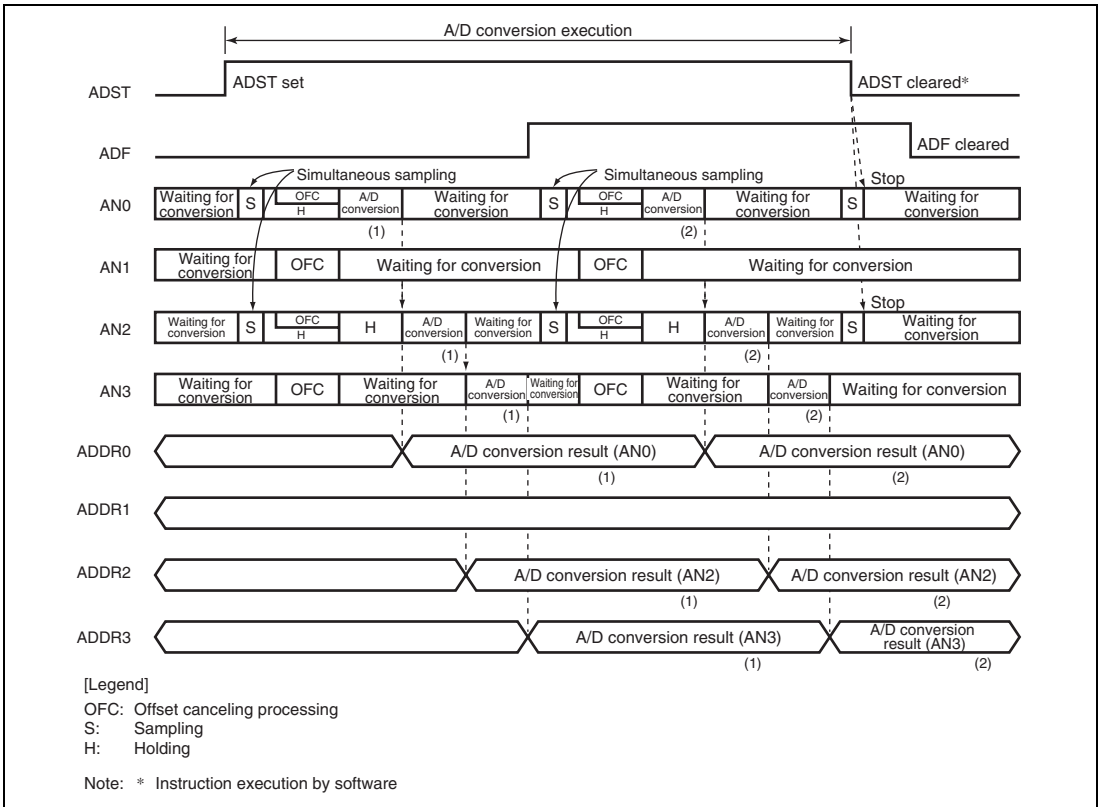 A/D conversion execution
ADST
ADST set
ADST cleared*
ADF
ADF cleared
Simultaneous sampling
Simultaneous sampling
Stop
AN0
Waiting for
conversion
S
OFC
H
A/D
conversion
Waiting for
conversion
S
OFC
H
A/D
conversion
Waiting for
conversion
S
Waiting for
conversion
(1)
(2)
AN1
Waiting for
conversion
OFC
Waiting for conversion
OFC
Waiting for conversion
Stop
AN2
Waiting for
conversion
S
OFC
H
H
A/D
conversion
Waiting for
conversion
S
OFC
H
H
A/D
conversion
Waiting for
conversion
S
Waiting for
conversion
(1)
(2)
AN3
Waiting for
conversion
OFC
Waiting for
conversion
A/D
conversion
Waiting for
conversion
OFC
Waiting for
conversion
A/D
conversion
Waiting for conversion
(1)
(2)
ADDR0
A/D conversion result (AN0)
A/D conversion result (AN0)
(1)
(2)
ADDR1
ADDR2
A/D conversion result (AN2)
A/D conversion result (AN2)
(1)
(2)
ADDR3
A/D conversion result (AN3)
A/D conversion
result (AN3)
(1)
(2)
[Legend]
OFC: Offset canceling processing
S: Sampling
H: Holding
Note: * Instruction execution by software